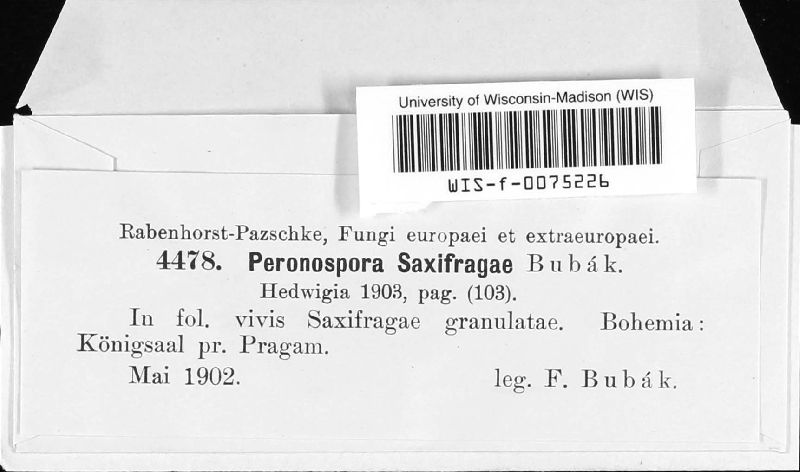 University of Wisconsin-Madison (WIS)
WIS-f-0075226
Rabenhorst-Pazschke, Fungi europaei et extraeuropaei.
4478. Peronospora Saxifragae Bubák.
Hedwigia 1903, pag. (103).
In fol. vivis Saxifragae granulatae. Bohemia:
Königsaal pr. Pragam.
Mai 1902. leg. F. Bubák.